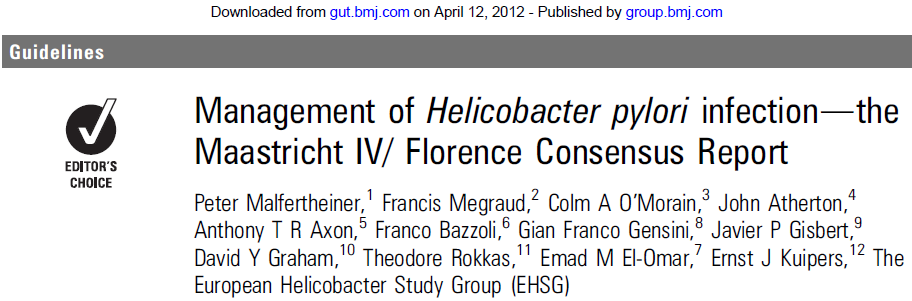 Downloaded from gut.bmj.com on April 12, 2012 - Published by group.bmj.com
Guidelines
EDITOR'S
CHOICE
Management of Helicobacter pylori infection—the
Maastricht IV/ Florence Consensus Report
Peter Malfertheiner,1 Francis Megraud,2 Colm A O'Morain,3 John Atherton,4
Anthony T R Axon,5 Franco Bazzoli,6 Gian Franco Gensini,8 Javier P Gisbert,9
David Y Graham,10 Theodore Rokkas,11 Emad M El-Omar,7 Ernst J Kuipers,12 The
European Helicobacter Study Group (EHSG)